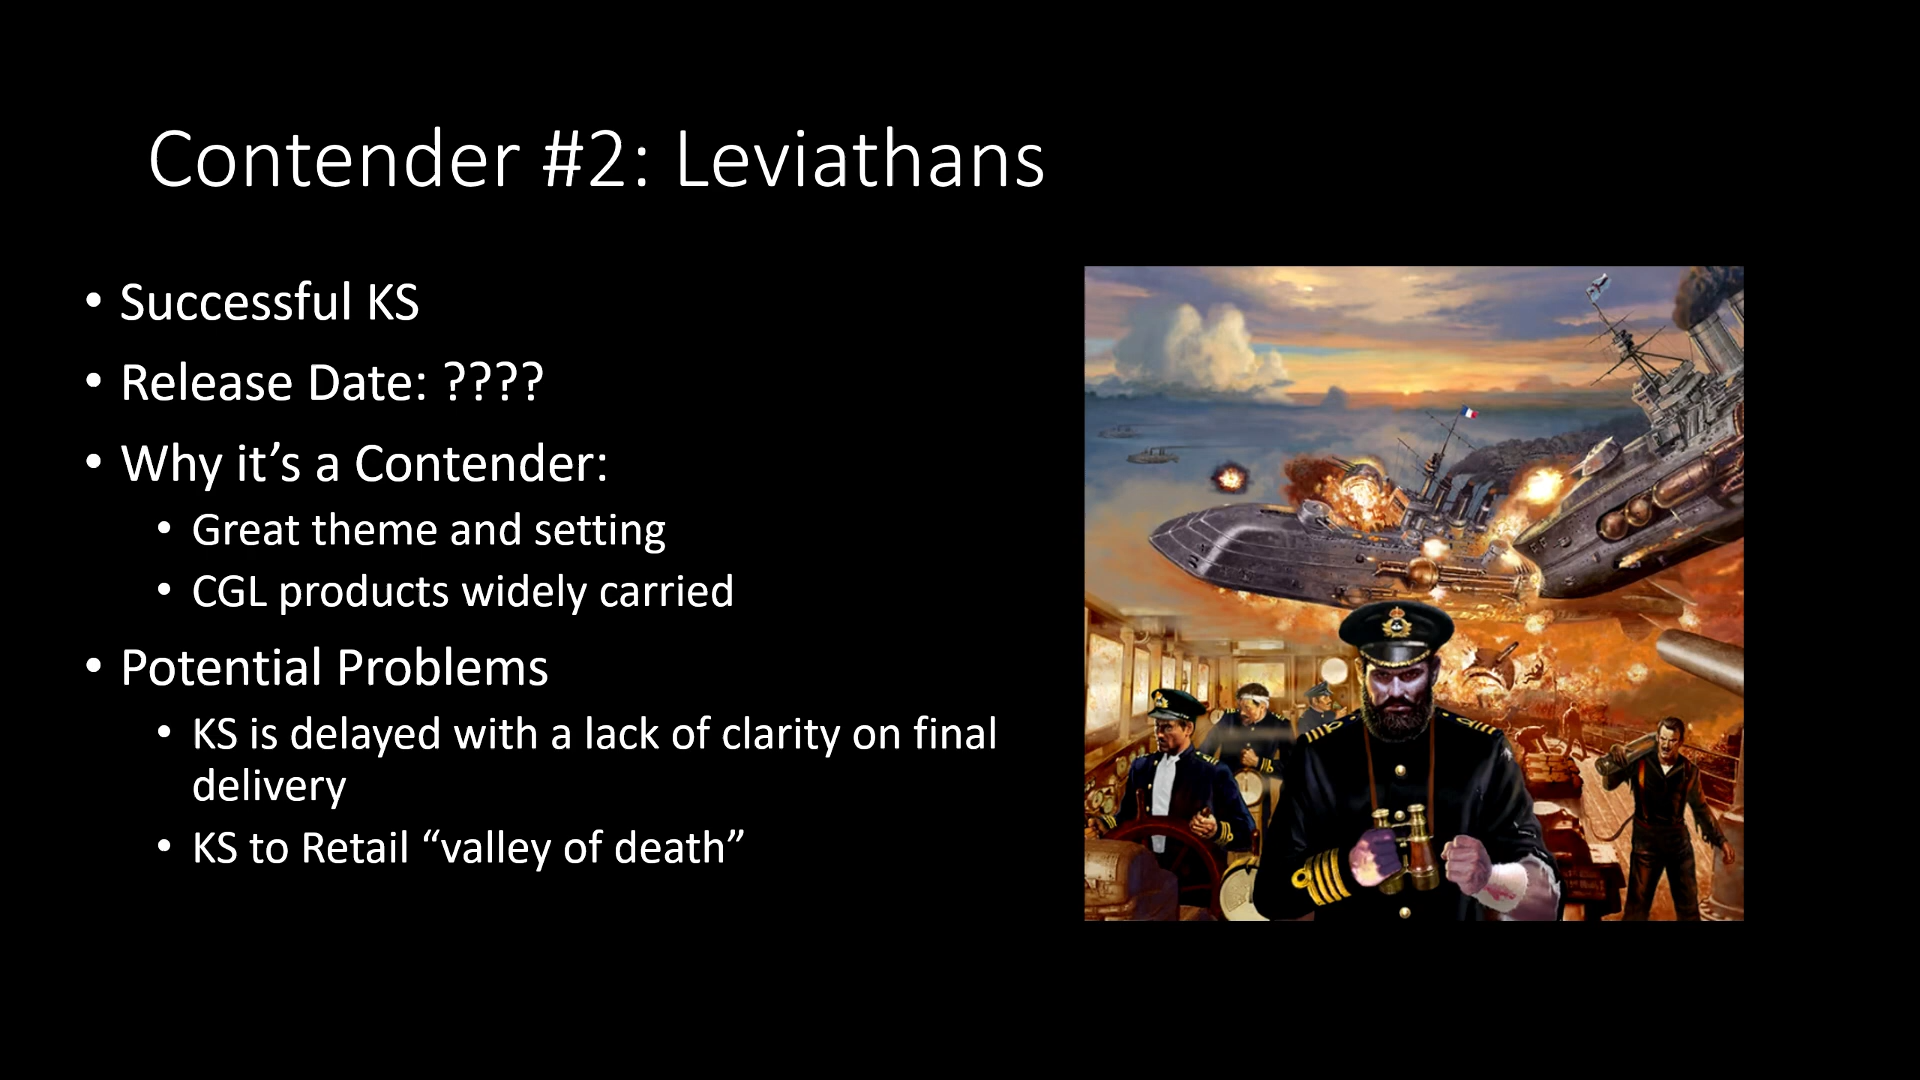 Contender #2: Leviathans
• Successful KS
• Release Date: ????
• Why it’s a Contender:
• Great theme and setting
• CGL products widely carried
• Potential Problems
• KS is delayed with a lack of clarity on final
delivery
• KS to Retail “valley of death”